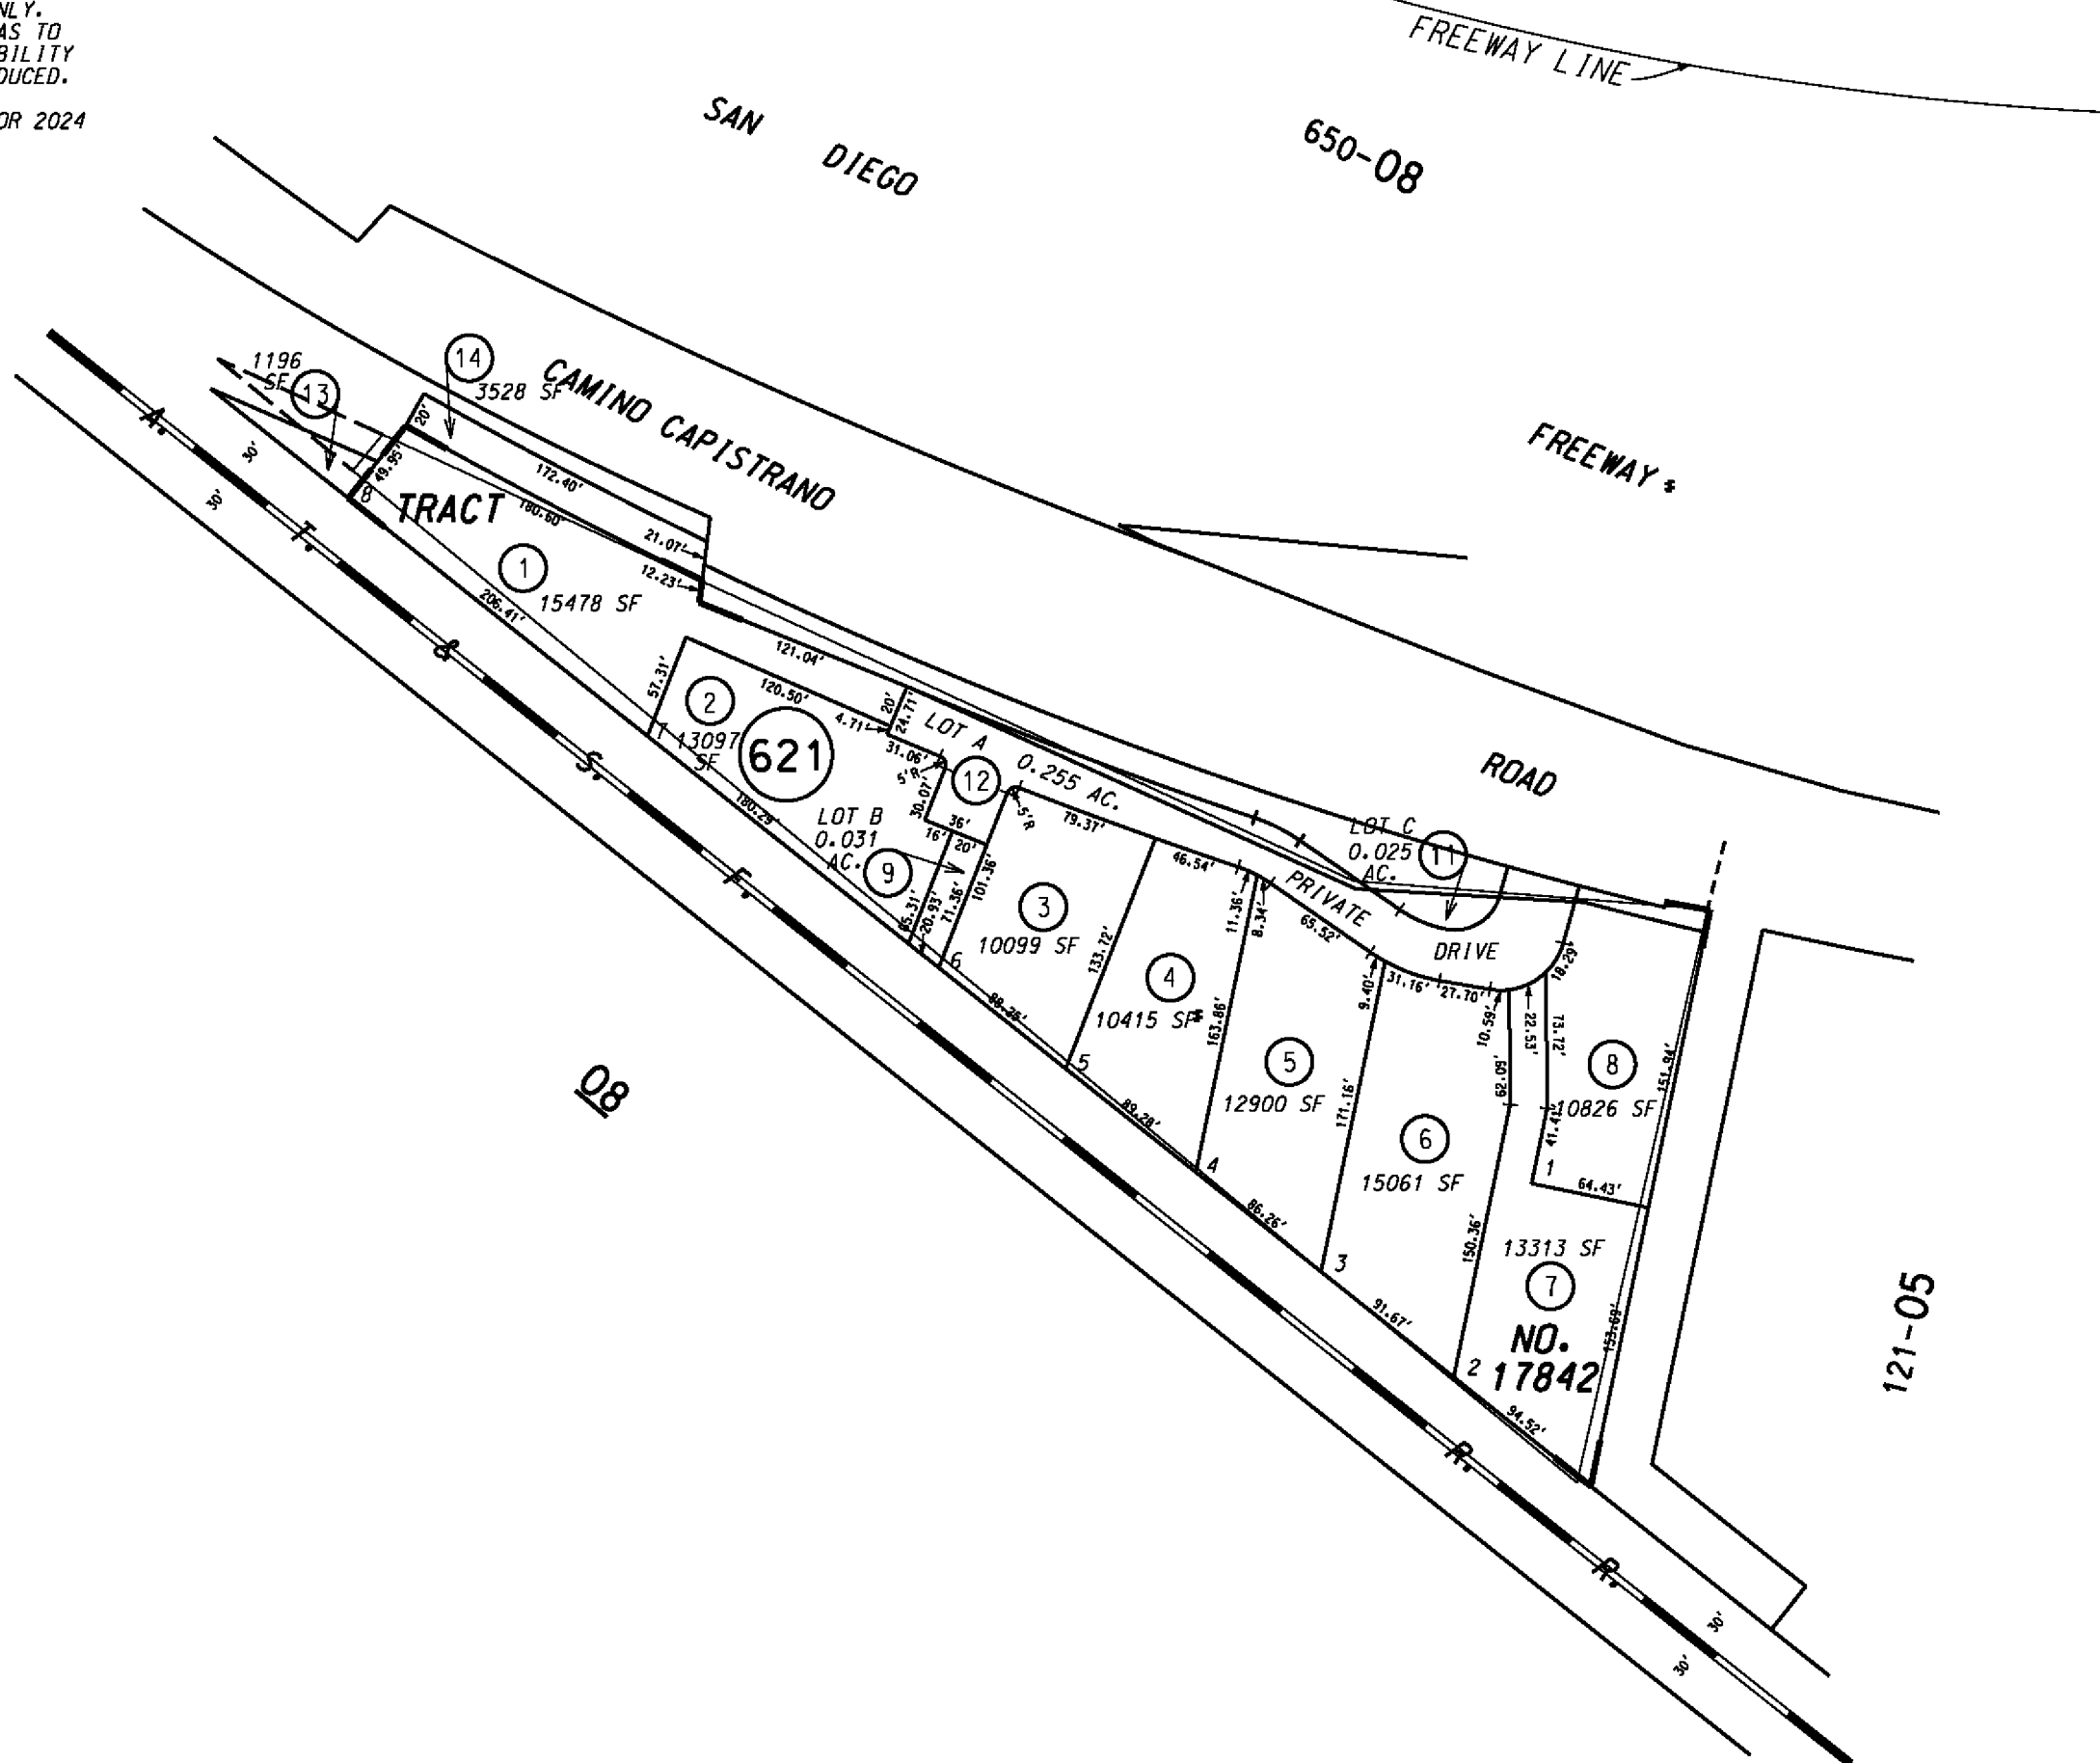 NLY.
AS TO
BILITY
DUCED.
OR 2024
FREEWAY LINE
SAN
DIEGO
650-08
FREEWAY
1196
SF
13
14
3528 SF
CAMINO CAPISTRANO
ROAD
20'
49.95'
172.40'
180.60'
21.07'
12.23'
8
TRACT
1
15478 SF
206.41'
30'
30'
A. T. & S. F. R. R.
121.04'
57.31'
120.50'
4.71'
20'
24.71'
2
13097
SF
7
621
LOT A
0.255 AC.
31.06'
5'R
12
5'R
30.07'
36'
16'
20'
LOT B
0.031
AC.
9
180.29'
85.31'
20.93'
71.36'
101.36'
79.37'
46.54'
3
10099 SF
6
98.26'
133.72'
4
10415 SF
5
89.28'
11.36'
8.34'
163.86'
PRIVATE
DRIVE
65.52'
LOT C
0.025
AC.
11
5
12900 SF
4
86.26'
9.40'
31.16'
27.70'
171.16'
6
15061 SF
3
91.67'
10.59'
22.53'
18.29'
62.09'
73.72'
41.41'
8
10826 SF
151.94'
1
64.43'
150.36'
13313 SF
7
NO.
17842
153.69'
2
94.52'
08
121-05
30'
30'